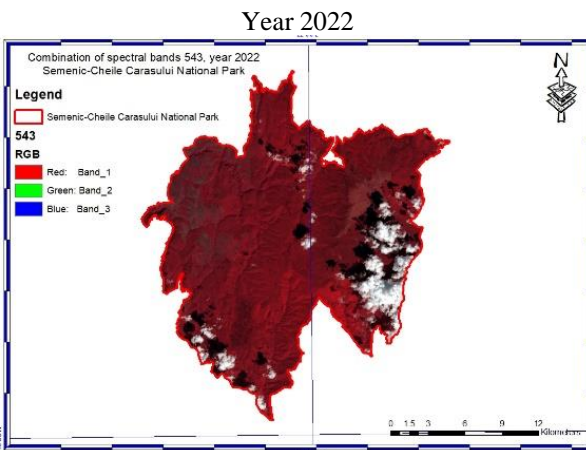 Year 2022
Combination of spectral bands 543, year 2022
Semenic-Cheile Carasului National Park
N
Legend
Semenic-Cheile Carasului National Park
543
RGB
Red: Band_1
Green: Band_2
Blue: Band_3
0 1.5 3 6 9 12
Kilometers